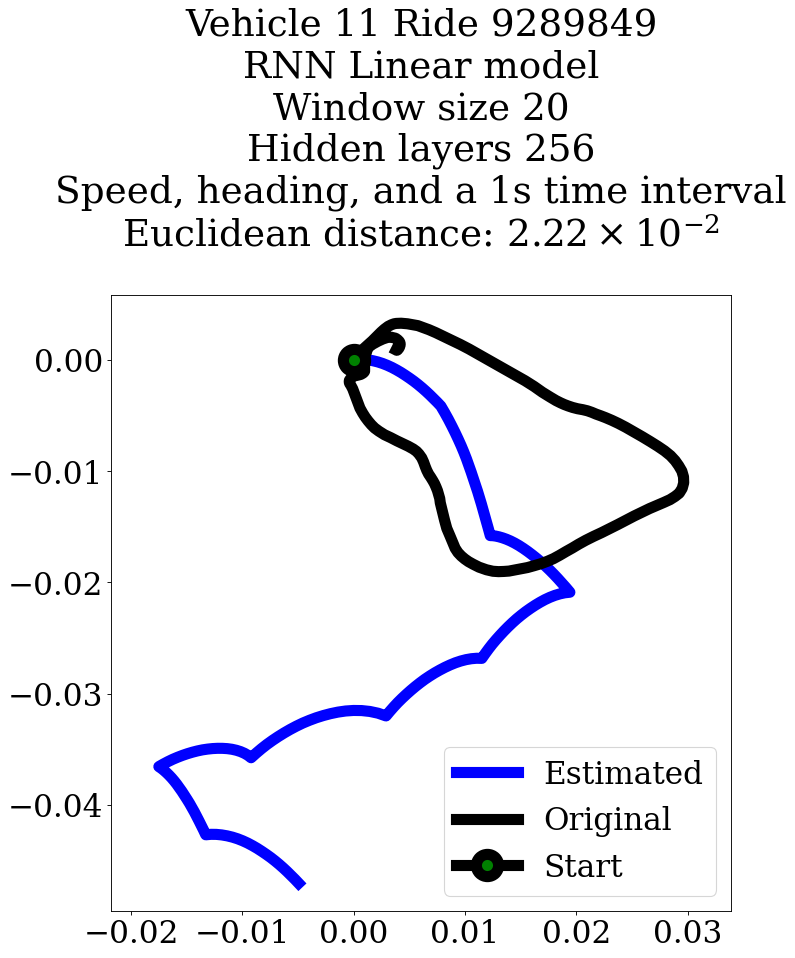 Vehicle 11 Ride 9289849
RNN Linear model
Window size 20
Hidden layers 256
Speed, heading, and a 1s time interval
Euclidean distance: 2.22 × 10⁻²
0.00
−0.01
−0.02
−0.03
−0.04
Estimated
Original
Start
−0.02 −0.01 0.00 0.01 0.02 0.03